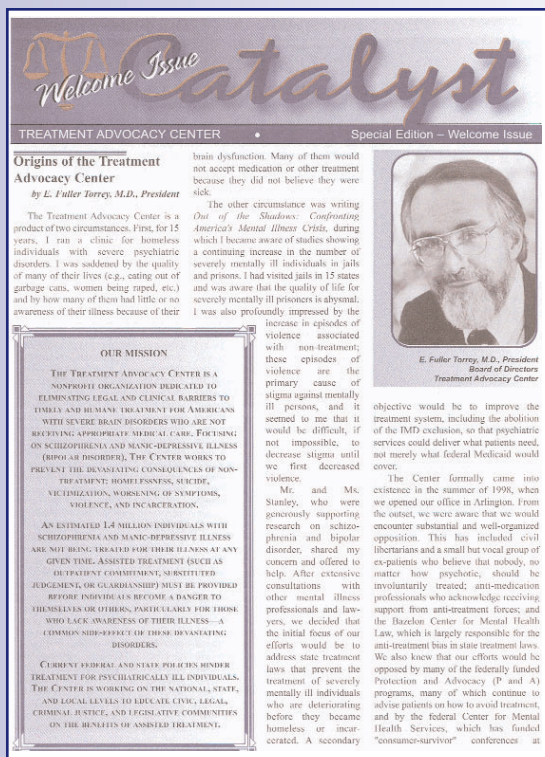 Welcome Issue
Catalyst
TREATMENT ADVOCACY CENTER • Special Edition – Welcome Issue
Origins of the Treatment
Advocacy Center
by E. Fuller Torrey, M.D., President
The Treatment Advocacy Center is a
product of two circumstances. First, for 15
years, I ran a clinic for homeless
individuals with severe psychiatric
disorders. I was saddened by the quality
of many of their lives (e.g., eating out of
garbage cans, women being raped, etc.)
and by how many of them had little or no
awareness of their illness because of their
OUR MISSION
THE TREATMENT ADVOCACY CENTER IS A
NONPROFIT ORGANIZATION DEDICATED TO
ELIMINATING LEGAL AND CLINICAL BARRIERS TO
TIMELY AND HUMANE TREATMENT FOR AMERICANS
WITH SEVERE BRAIN DISORDERS WHO ARE NOT
RECEIVING APPROPRIATE MEDICAL CARE. FOCUSING
ON SCHIZOPHRENIA AND MANIC-DEPRESSIVE ILLNESS
(BIPOLAR DISORDER), THE CENTER WORKS TO
PREVENT THE DEVASTATING CONSEQUENCES OF NON-
TREATMENT: HOMELESSNESS, SUICIDE,
VICTIMIZATION, WORSENING OF SYMPTOMS,
VIOLENCE, AND INCARCERATION.
AN ESTIMATED 1.4 MILLION INDIVIDUALS WITH
SCHIZOPHRENIA AND MANIC-DEPRESSIVE ILLNESS
ARE NOT BEING TREATED FOR THEIR ILLNESS AT ANY
GIVEN TIME. ASSISTED TREATMENT (SUCH AS
OUTPATIENT COMMITMENT, SUBSTITUTED
JUDGEMENT, OR GUARDIANSHIP) MUST BE PROVIDED
BEFORE INDIVIDUALS BECOME A DANGER TO
THEMSELVES OR OTHERS, PARTICULARLY FOR THOSE
WHO LACK AWARENESS OF THEIR ILLNESS—A
COMMON SIDE-EFFECT OF THESE DEVASTATING
DISORDERS.
CURRENT FEDERAL AND STATE POLICIES HINDER
TREATMENT FOR PSYCHIATRICALLY ILL INDIVIDUALS.
THE CENTER IS WORKING ON THE NATIONAL, STATE,
AND LOCAL LEVELS TO EDUCATE CIVIC, LEGAL,
CRIMINAL JUSTICE, AND LEGISLATIVE COMMUNITIES
ON THE BENEFITS OF ASSISTED TREATMENT.
brain dysfunction. Many of them would
not accept medication or other treatment
because they did not believe they were
sick.
The other circumstance was writing
Out of the Shadows: Confronting
America's Mental Illness Crisis, during
which I became aware of studies showing
a continuing increase in the number of
severely mentally ill individuals in jails
and prisons. I had visited jails in 15 states
and was aware that the quality of life for
severely mentally ill prisoners is abysmal.
I was also profoundly impressed by the
increase in episodes of
violence associated
with non-treatment;
these episodes of
violence are the
primary cause of
stigma against mentally
ill persons, and it
seemed to me that it
would be difficult, if
not impossible, to
decrease stigma until
we first decreased
violence.
Mr. and Ms.
Stanley, who were
generously supporting
research on schizo-
phrenia and bipolar
disorder, shared my
concern and offered to
help. After extensive
consultations with
other mental illness
professionals and law-
yers, we decided that
the initial focus of our
efforts would be to
address state treatment
laws that prevent the
treatment of severely
mentally ill individuals
who are deteriorating
before they became
homeless or incar-
cerated. A secondary
E. Fuller Torrey, M.D., President
Board of Directors
Treatment Advocacy Center
objective would be to improve the
treatment system, including the abolition
of the IMD exclusion, so that psychiatric
services could deliver what patients need,
not merely what federal Medicaid would
cover.
The Center formally came into
existence in the summer of 1998, when
we opened our office in Arlington. From
the outset, we were aware that we would
encounter substantial and well-organized
opposition. This has included civil
libertarians and a small but vocal group of
ex-patients who believe that nobody, no
matter how psychotic, should be
involuntarily treated; anti-medication
professionals who acknowledge receiving
support from anti-treatment forces; and
the Bazelon Center for Mental Health
Law, which is largely responsible for the
anti-treatment bias in state treatment laws.
We also knew that our efforts would be
opposed by many of the federally funded
Protection and Advocacy (P and A)
programs, many of which continue to
advise patients on how to avoid treatment,
and by the federal Center for Mental
Health Services, which has funded
"consumer-survivor" conferences at